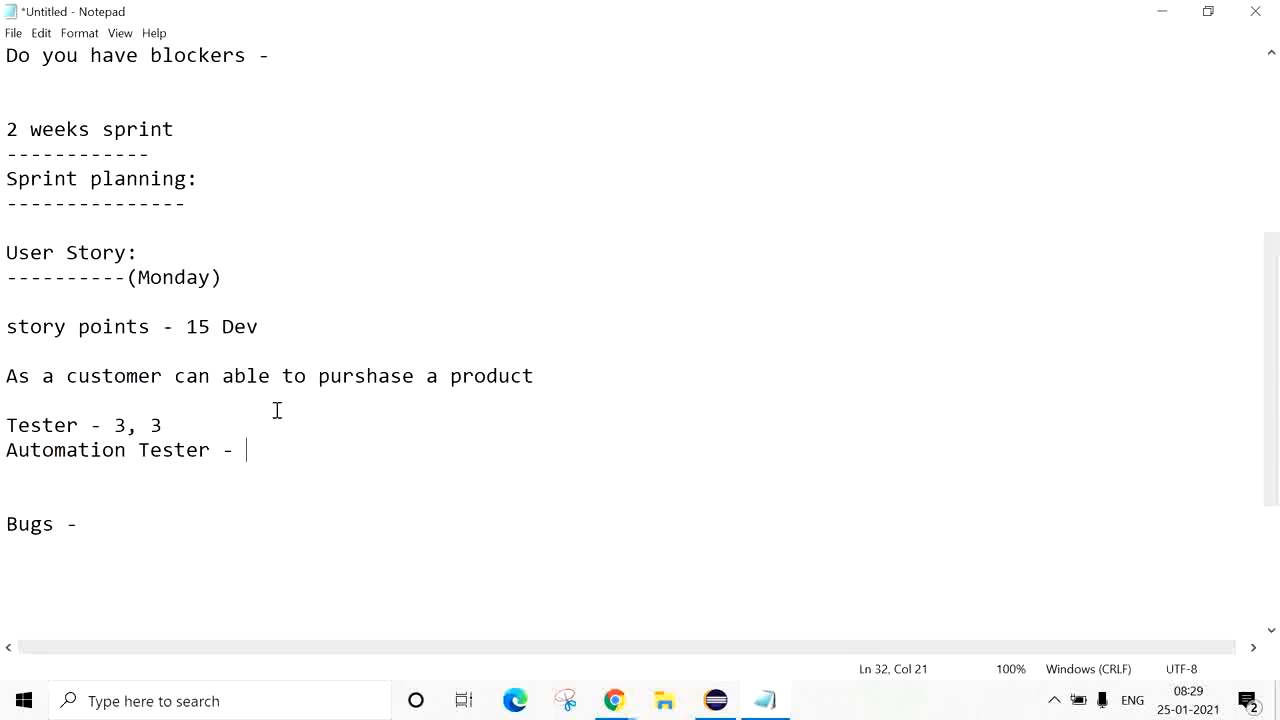 *Untitled - Notepad
File Edit Format View Help
Do you have blockers -
2 weeks sprint
------------
Sprint planning:
---------------
User Story:
----------(Monday)
story points - 15 Dev
As a customer can able to purshase a product
Tester - 3, 3
Automation Tester -
Bugs -
Ln 32, Col 21 100% Windows (CRLF) UTF-8
Type here to search
ENG
08:29
25-01-2021
2